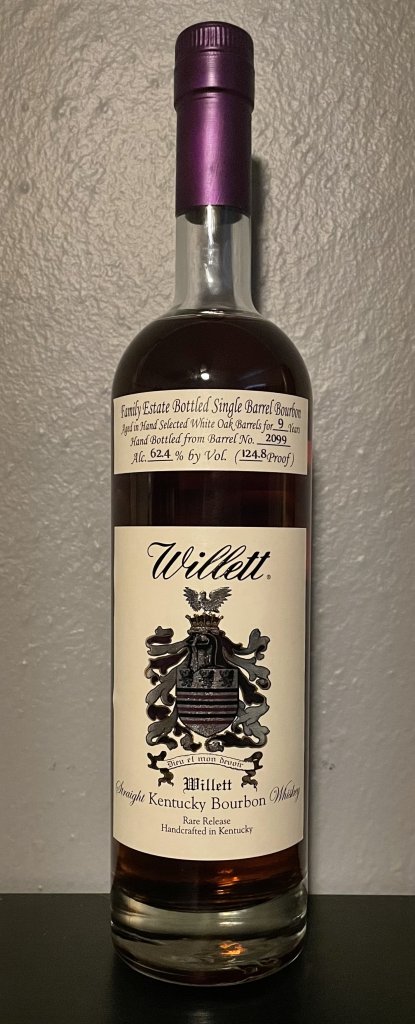 Family Estate Bottled Single Barrel Bourbon
Aged in Hand Selected White Oak Barrels for 9 Years
Hand Bottled from Barrel No. 2099
Alc. 62.4 % by Vol. (124.8 Proof)
Willett®
Dieu et mon devoir
Willett
Straight Kentucky Bourbon Whiskey
Rare Release
Handcrafted in Kentucky